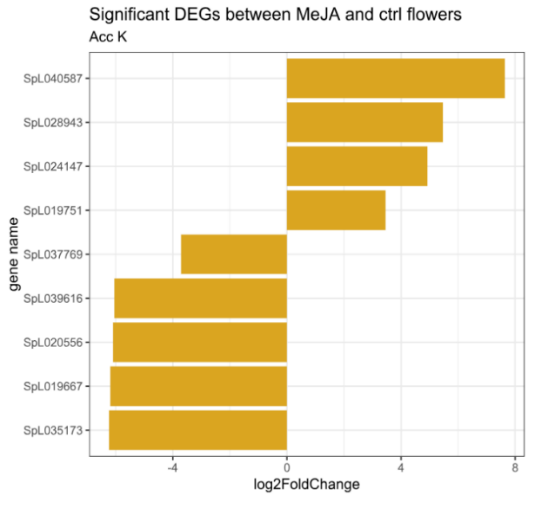 Significant DEGs between MeJA and ctrl flowers
Acc K
SpL040587
SpL028943
SpL024147
SpL019751
SpL037769
SpL039616
SpL020556
SpL019667
SpL035173
gene name
-4 0 4 8
log2FoldChange